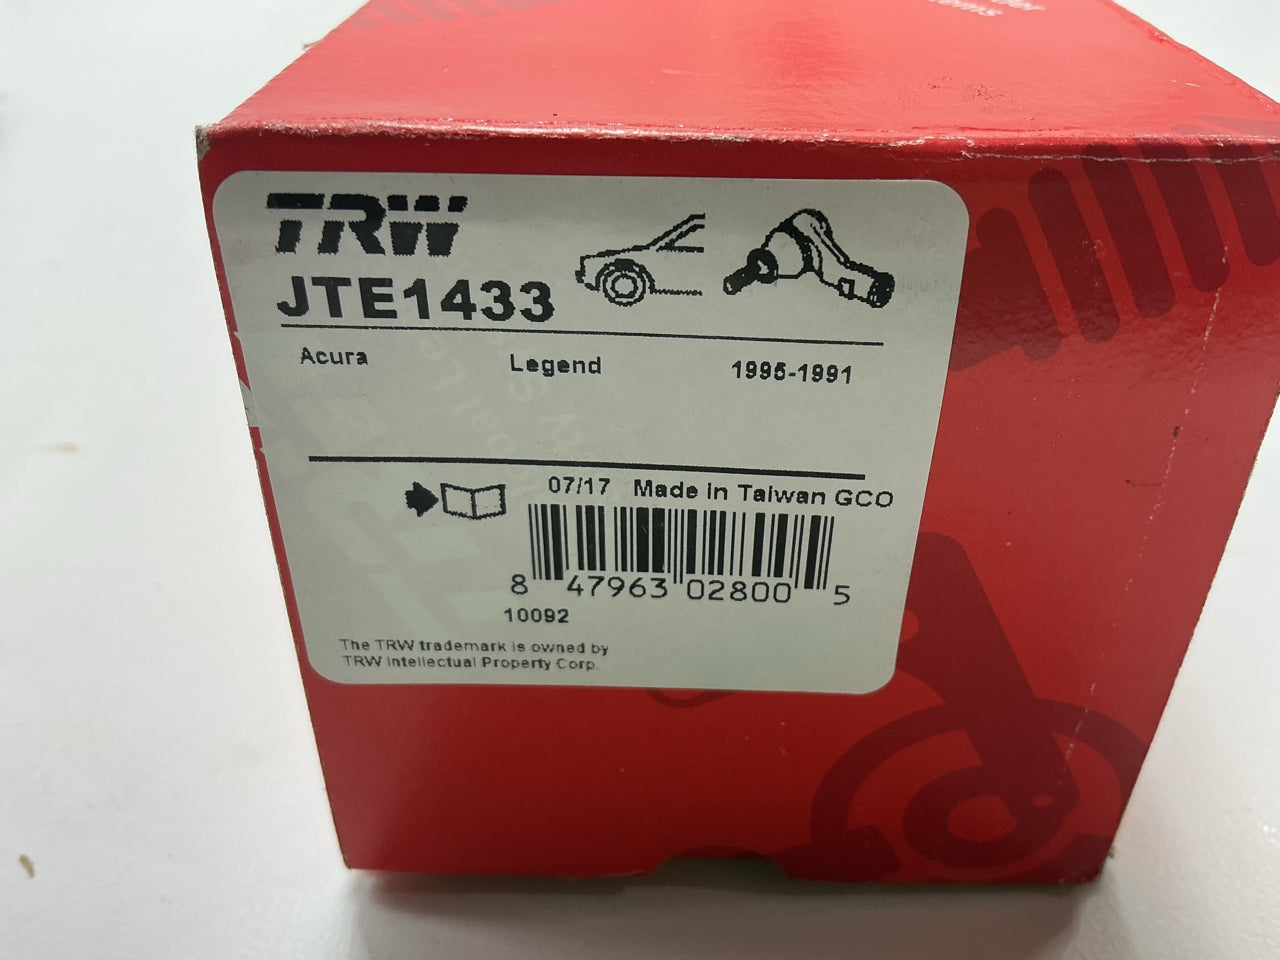 TRW
JTE1433
Acura Legend 1995-1991
07/17 Made in Taiwan GCO
8 47963 02800 5
10092
The TRW trademark is owned by
TRW Intellectual Property Corp.